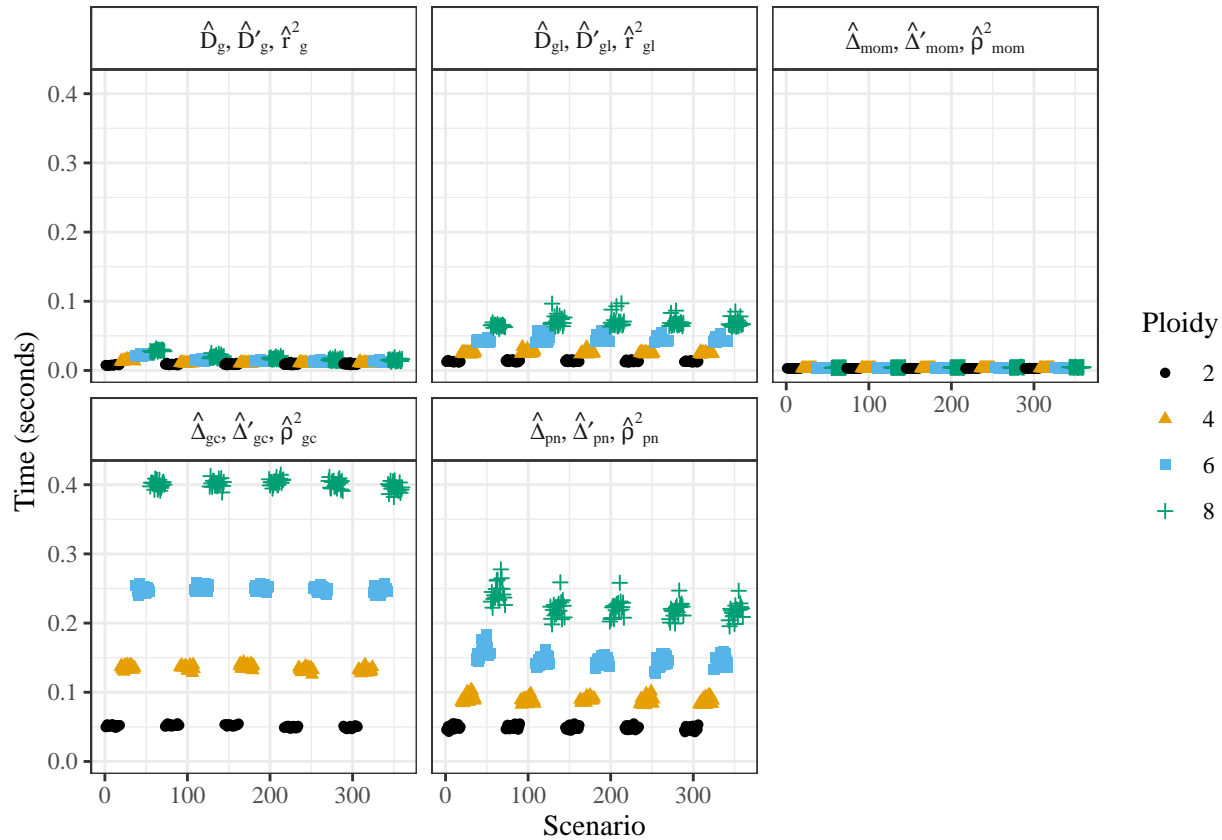 D̂g, D̂′g, r̂²g
D̂gl, D̂′gl, r̂²gl
Δ̂mom, Δ̂′mom, ρ̂²mom
0.4
0.3
0.2
0.1
0.0
0 100 200 300
Δ̂gc, Δ̂′gc, ρ̂²gc
Δ̂pn, Δ̂′pn, ρ̂²pn
0.4
0.3
0.2
0.1
0.0
0 100 200 300
0 100 200 300
Time (seconds)
Scenario
Ploidy
2
4
6
8